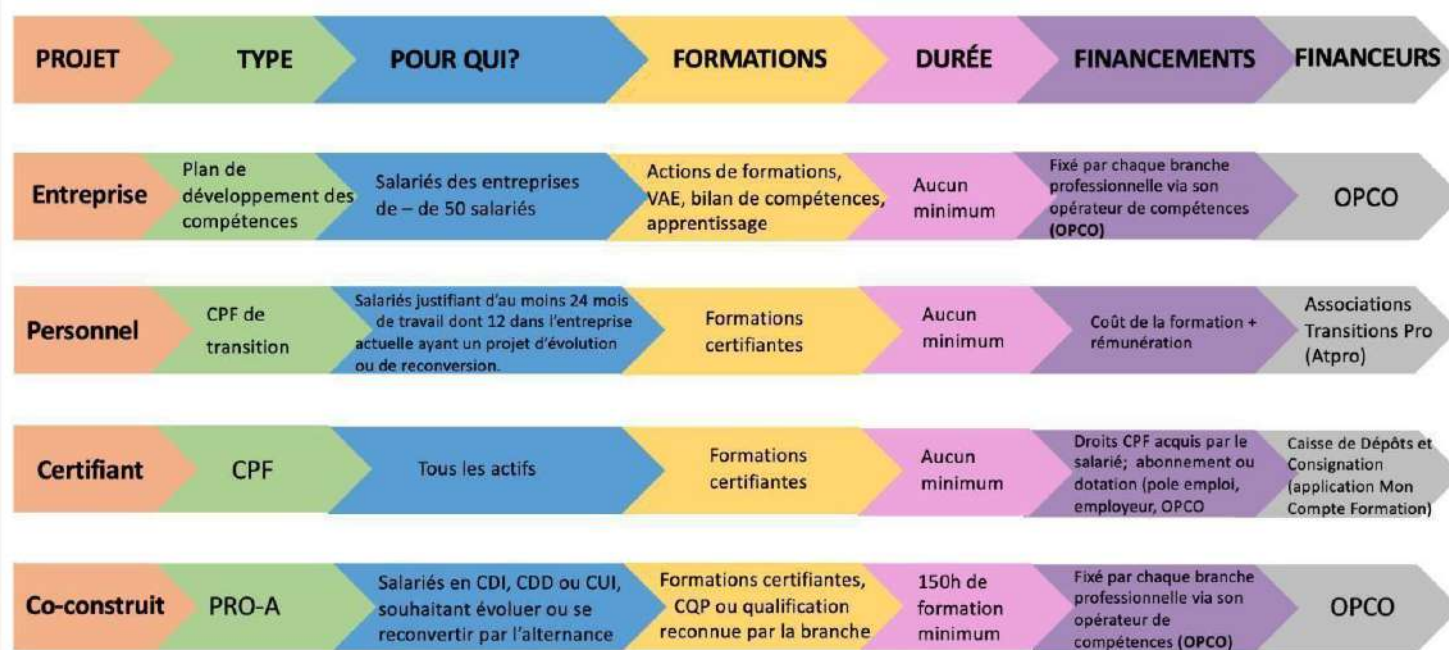 PROJET
TYPE
POUR QUI?
FORMATIONS
DURÉE
FINANCEMENTS
FINANCEURS
Entreprise
Plan de
développement des
compétences
Salariés des entreprises
de – de 50 salariés
Actions de formations,
VAE, bilan de compétences,
apprentissage
Aucun
minimum
Fixé par chaque branche
professionnelle via son
opérateur de compétences
(OPCO)
OPCO
Personnel
CPF de
transition
Salariés justifiant d'au moins 24 mois
de travail dont 12 dans l'entreprise
actuelle ayant un projet d'évolution
ou de reconversion.
Formations
certifiantes
Aucun
minimum
Coût de la formation +
rémunération
Associations
Transitions Pro
(Atpro)
Certifiant
CPF
Tous les actifs
Formations
certifiantes
Aucun
minimum
Droits CPF acquis par le
salarié; abonnement ou
dotation (pole emploi,
employeur, OPCO
Caisse de Dépôts et
Consignation
(application Mon
Compte Formation)
Co-construit
PRO-A
Salariés en CDI, CDD ou CUI,
souhaitant évoluer ou se
reconvertir par l'alternance
Formations certifiantes,
CQP ou qualification
reconnue par la branche
150h de
formation
minimum
Fixé par chaque branche
professionnelle via son
opérateur de
compétences (OPCO)
OPCO